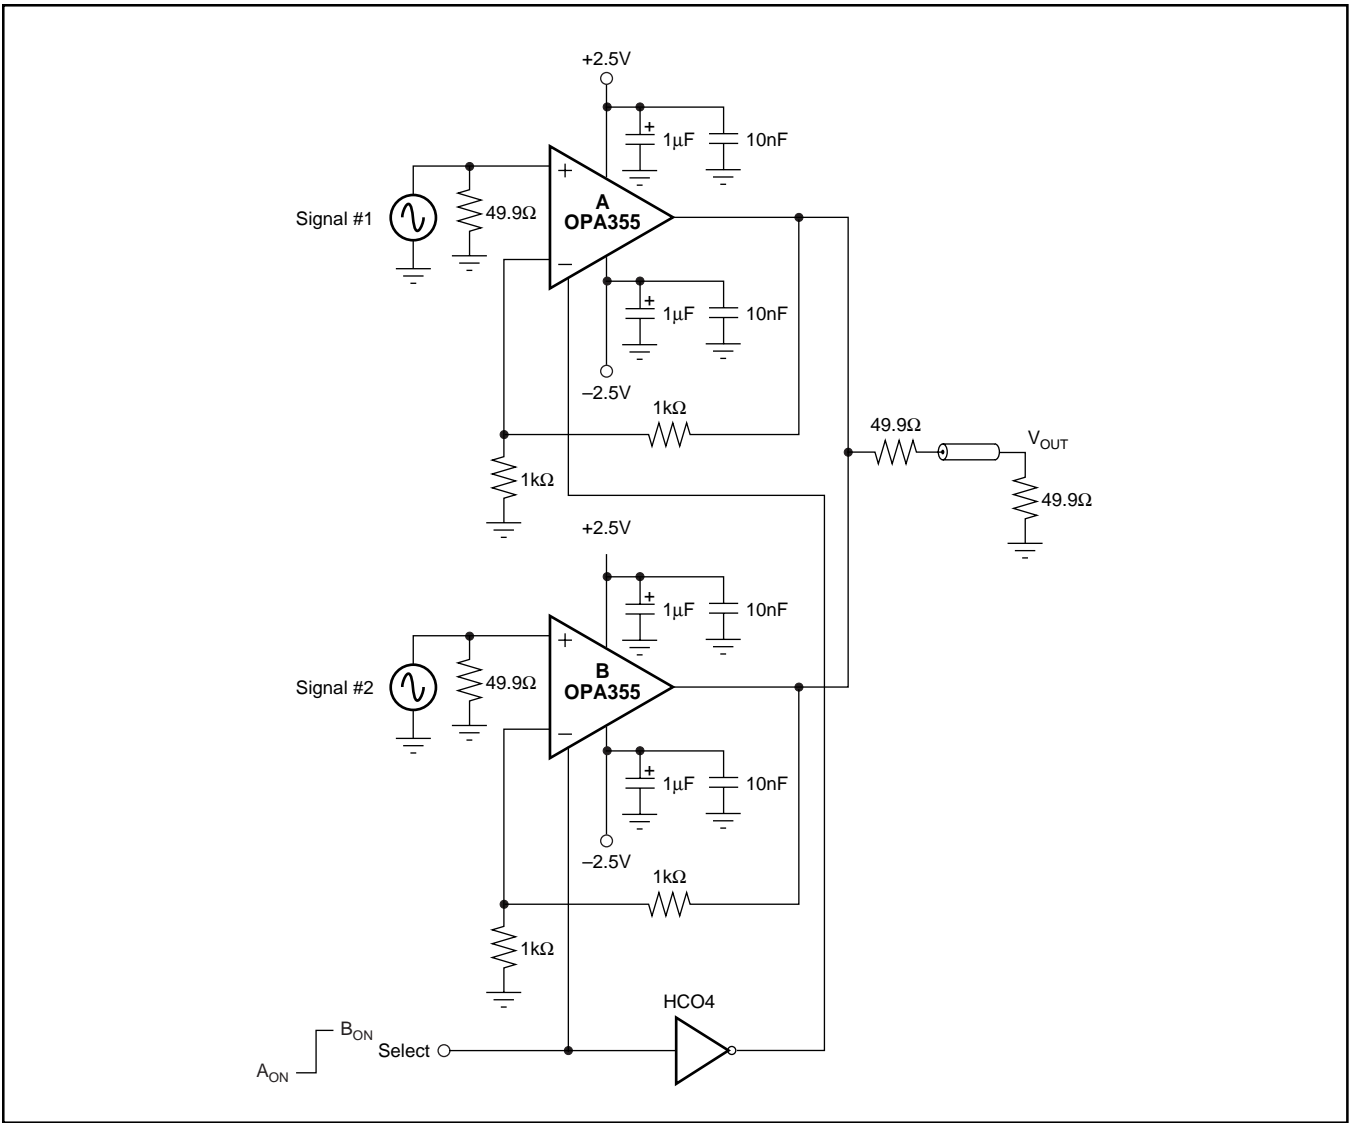 +2.5V
+
1μF
10nF
+
A
OPA355
Signal #1
49.9Ω
–
+
1μF
10nF
–2.5V
1kΩ
1kΩ
49.9Ω
VOUT
49.9Ω
+2.5V
+
1μF
10nF
+
B
OPA355
Signal #2
49.9Ω
–
+
1μF
10nF
–2.5V
1kΩ
1kΩ
HCO4
BON
Select
AON